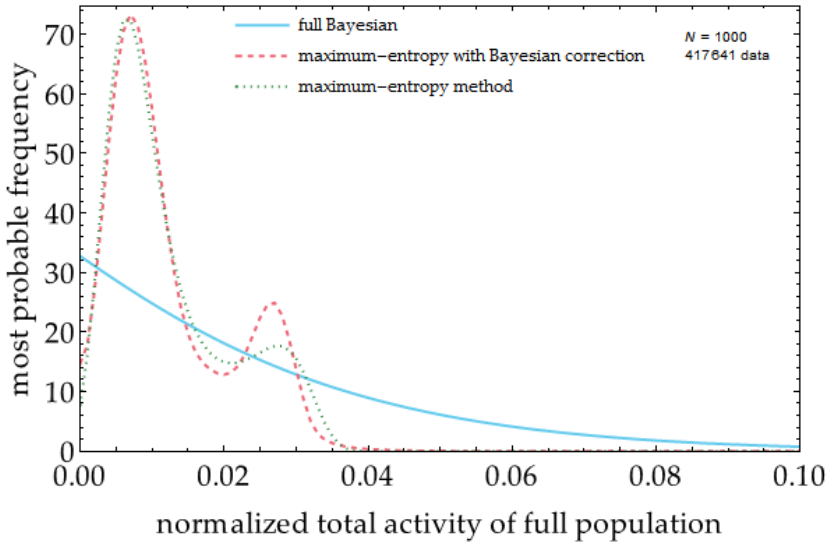 full Bayesian
maximum-entropy with Bayesian correction
maximum-entropy method
N = 1000
417641 data
most probable frequency
70
60
50
40
30
20
10
0
0.00 0.02 0.04 0.06 0.08 0.10
normalized total activity of full population